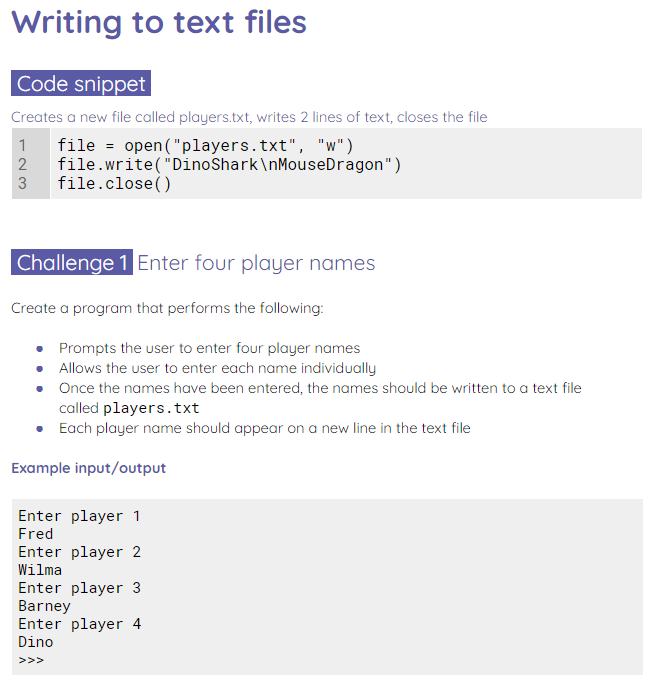 Writing to text files
Code snippet
Creates a new file called players.txt, writes 2 lines of text, closes the file
1 file = open("players.txt", "w")
2 file.write("DinoShark\nMouseDragon")
3 file.close()
Challenge 1 Enter four player names
Create a program that performs the following:
● Prompts the user to enter four player names
● Allows the user to enter each name individually
● Once the names have been entered, the names should be written to a text file
called players.txt
● Each player name should appear on a new line in the text file
Example input/output
Enter player 1
Fred
Enter player 2
Wilma
Enter player 3
Barney
Enter player 4
Dino
>>>